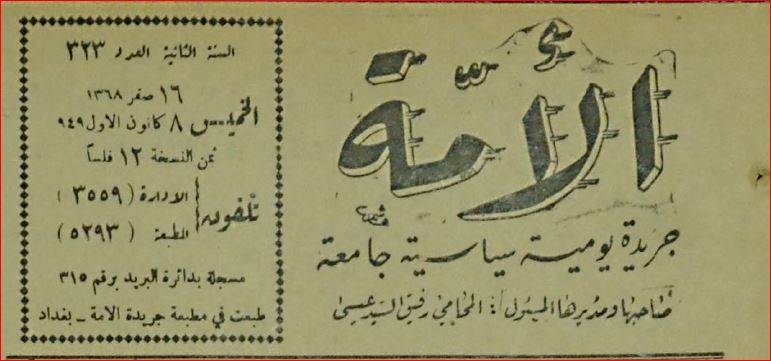 الأمة
جريدة يومية سياسية جامعة
صاحبها ومديرها المسئول : المحامي رفيق السيد عيسى
السنة الثانية العدد ٣٢٣
١٦ صفر ١٣٦٨
الخميس ٨ كانون الاول ٩٤٩
ثمن النسخة ١٢ فلساً
تلفون
الادارة ( ٣٥٥٩ )
المطبعة ( ٥٢٩٣ )
مسجلة بدائرة البريد برقم ٣١٥
طبعت في مطبعة جريدة الامة - بغداد